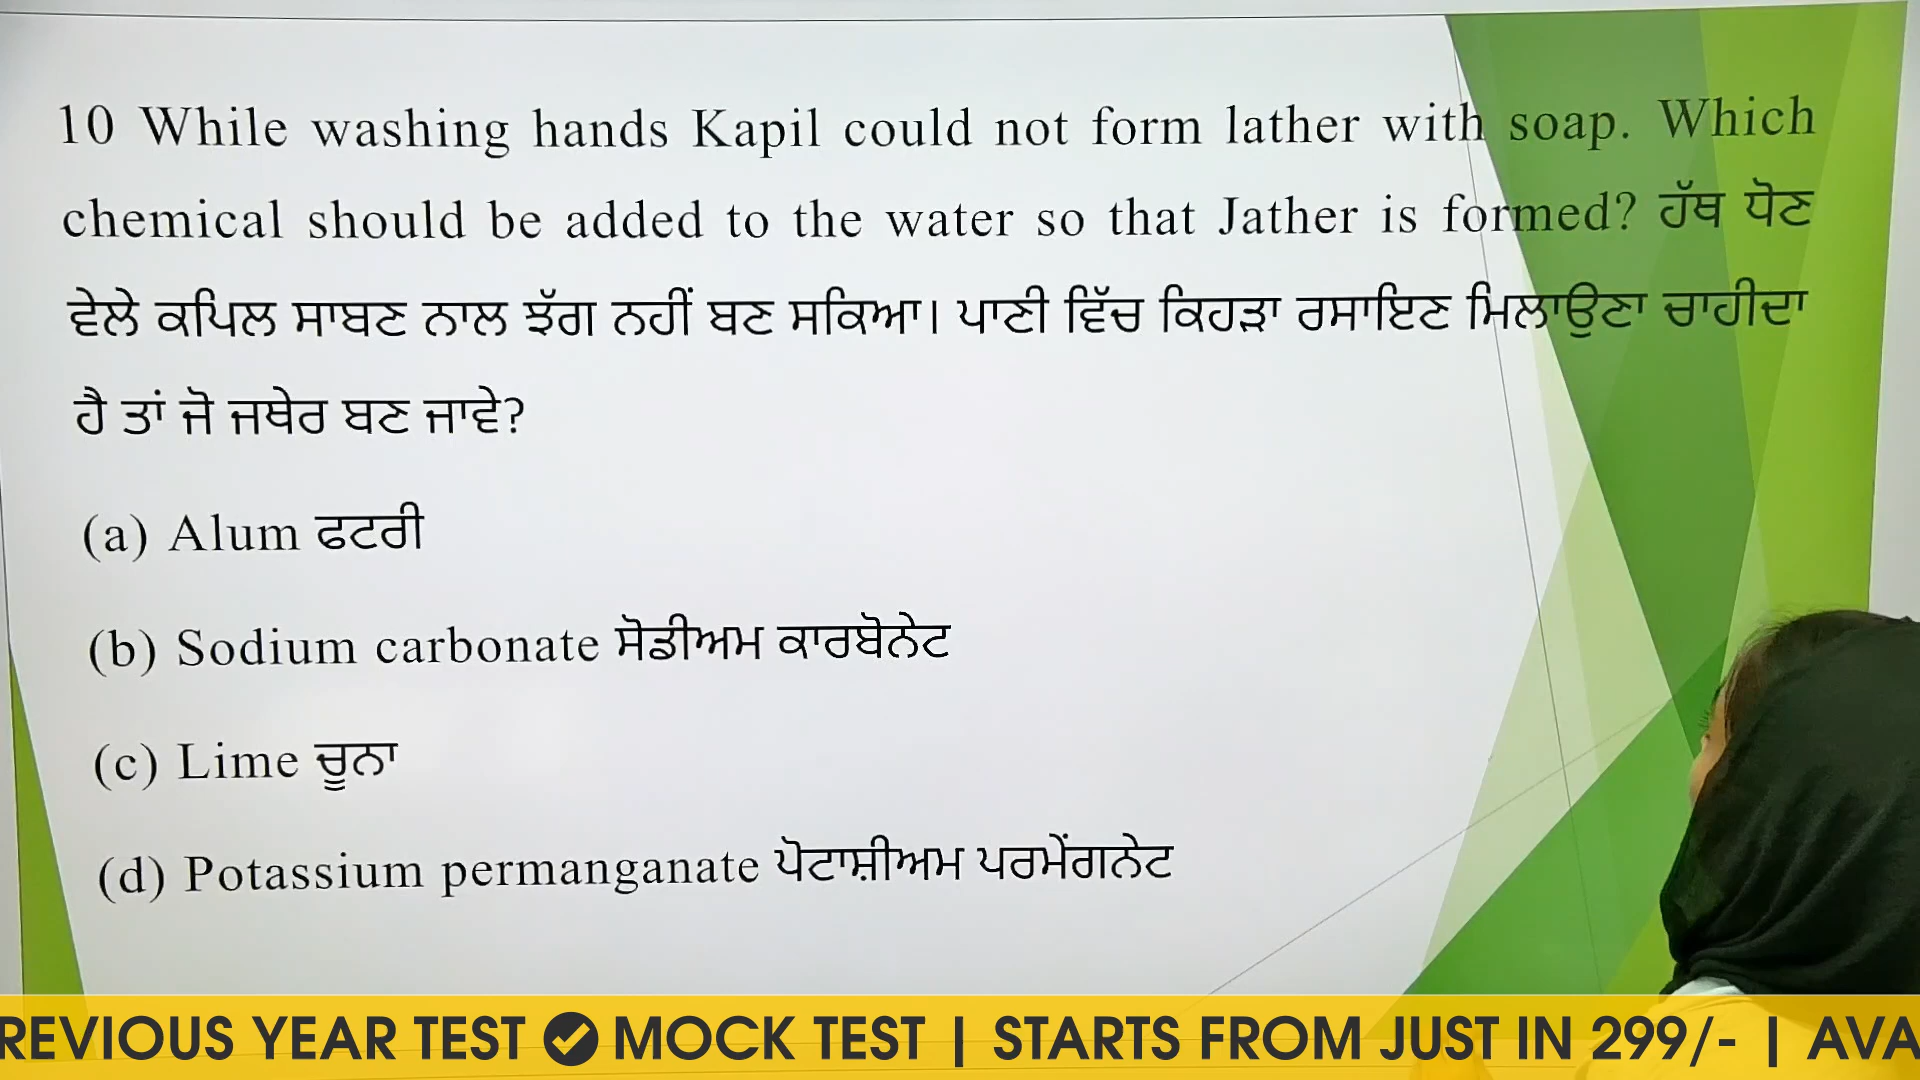 10 While washing hands Kapil could not form lather with soap. Which
chemical should be added to the water so that Jather is formed? ਹੱਥ ਧੋਣ
ਵੇਲੇ ਕਪਿਲ ਸਾਬਣ ਨਾਲ ਝੱਗ ਨਹੀਂ ਬਣ ਸਕਿਆ। ਪਾਣੀ ਵਿੱਚ ਕਿਹੜਾ ਰਸਾਇਣ ਮਿਲਾਉਣਾ ਚਾਹੀਦਾ
ਹੈ ਤਾਂ ਜੋ ਜਥੇਰ ਬਣ ਜਾਵੇ?
(a) Alum ਫਟਰੀ
(b) Sodium carbonate ਸੋਡੀਅਮ ਕਾਰਬੋਨੇਟ
(c) Lime ਚੂਨਾ
(d) Potassium permanganate ਪੋਟਾਸ਼ੀਅਮ ਪਰਮੇਂਗਨੇਟ
REVIOUS YEAR TEST MOCK TEST | STARTS FROM JUST IN 299/- | AVA